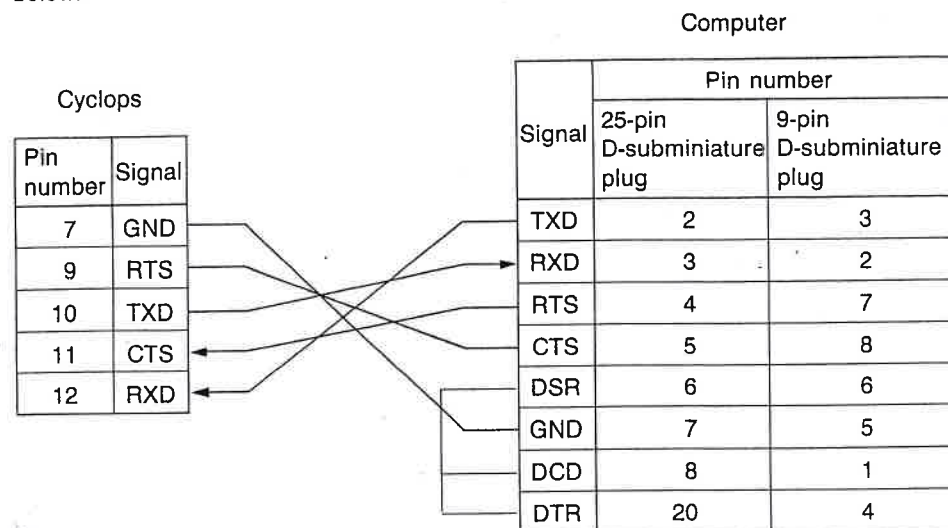 Computer
Cyclops
Pin number Signal
7 GND
9 RTS
10 TXD
11 CTS
12 RXD
Signal Pin number
25-pin D-subminiature plug 9-pin D-subminiature plug
TXD 2 3
RXD 3 2
RTS 4 7
CTS 5 8
DSR 6 6
GND 7 5
DCD 8 1
DTR 20 4